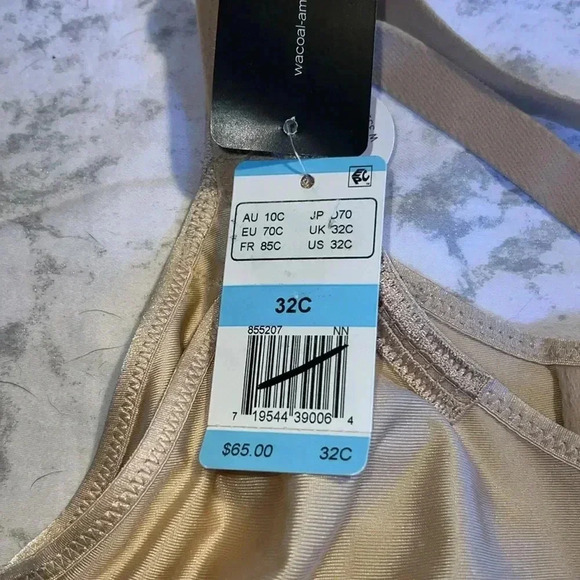 wacoal-am
AU 10C JP D70
EU 70C UK 32C
FR 85C US 32C
32C
855207 NN
7 19544 39006 4
$65.00 32C